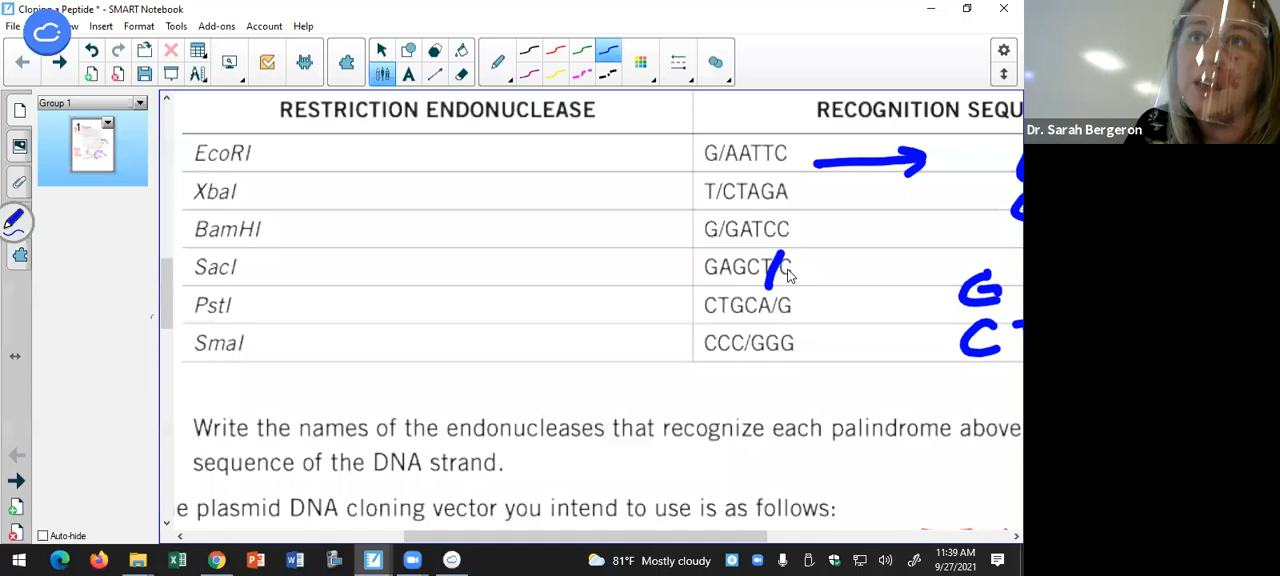 Cloning a Peptide * - SMART Notebook
File View Insert Format Tools Add-ons Account Help
Group 1
1
Dr. Sarah Bergeron
RESTRICTION ENDONUCLEASE RECOGNITION SEQU
EcoRI G/AATTC
XbaI T/CTAGA
BamHI G/GATCC
SacI GAGCT/C
G
PstI CTGCA/G
SmaI CCC/GGG C
Write the names of the endonucleases that recognize each palindrome above
sequence of the DNA strand.
e plasmid DNA cloning vector you intend to use is as follows:
Auto-hide
81°F Mostly cloudy
11:39 AM
9/27/2021